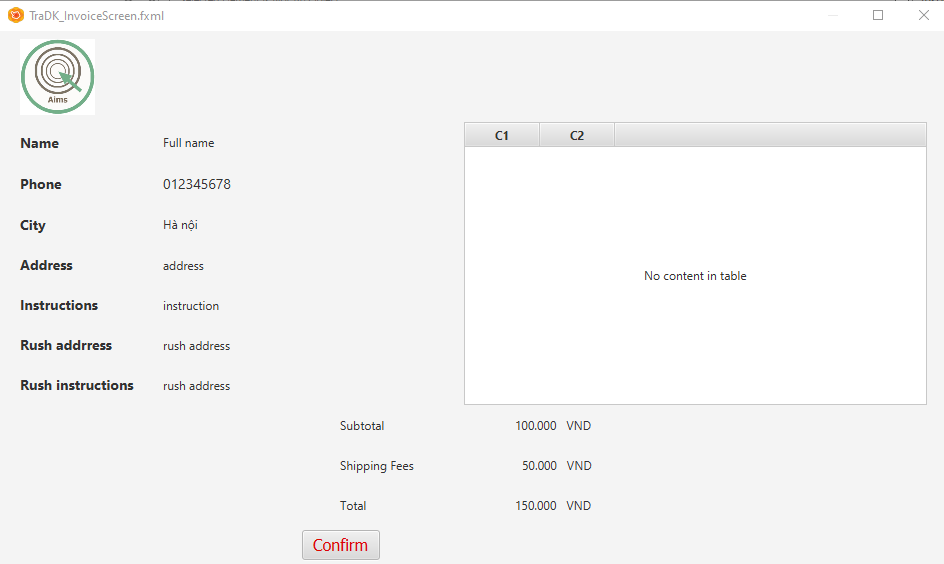 TraDK_InvoiceScreen.fxml
Aims
Name Full name
Phone 012345678
City Hà nội
Address address
Instructions instruction
Rush addrress rush address
Rush instructions rush address
C1 C2
No content in table
Subtotal 100.000 VND
Shipping Fees 50.000 VND
Total 150.000 VND
Confirm